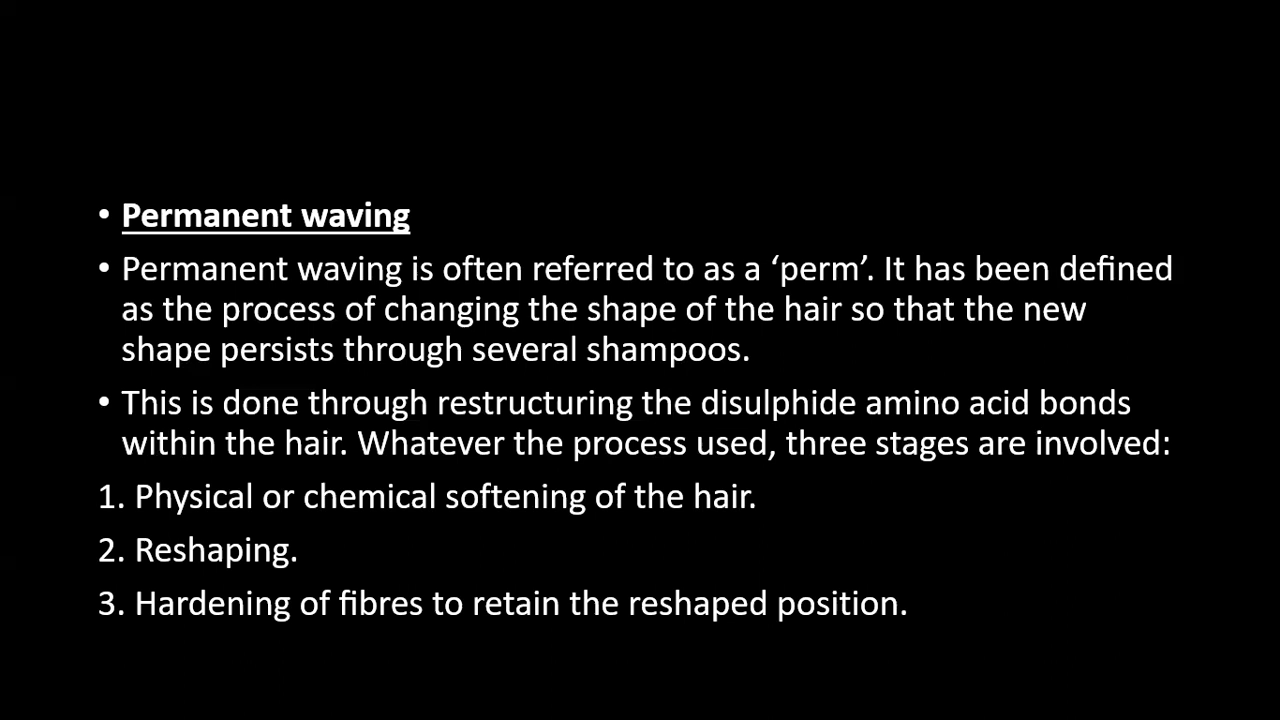 • Permanent waving
• Permanent waving is often referred to as a ‘perm’. It has been defined
as the process of changing the shape of the hair so that the new
shape persists through several shampoos.
• This is done through restructuring the disulphide amino acid bonds
within the hair. Whatever the process used, three stages are involved:
1. Physical or chemical softening of the hair.
2. Reshaping.
3. Hardening of fibres to retain the reshaped position.